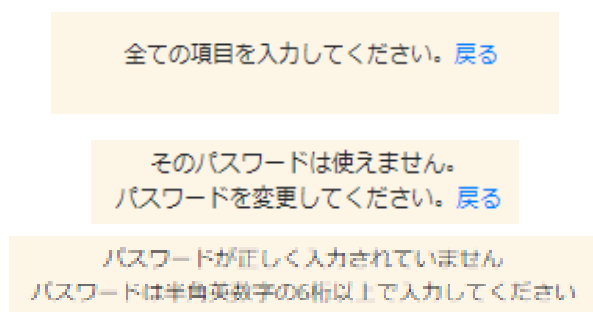 全ての項目を入力してください。戻る
そのパスワードは使えません。
パスワードを変更してください。戻る
パスワードが正しく入力されていません
パスワードは半角英数字の6桁以上で入力してください